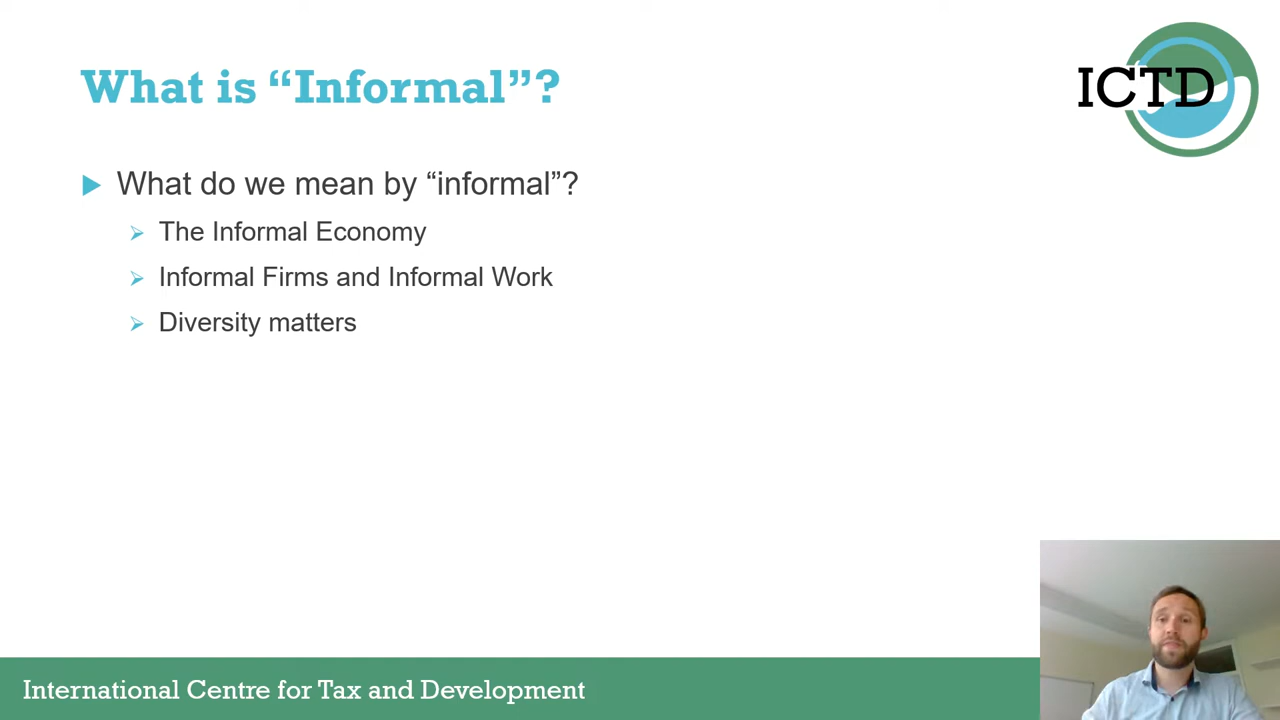 What is “Informal”?
ICTD
What do we mean by “informal”?
The Informal Economy
Informal Firms and Informal Work
Diversity matters
International Centre for Tax and Development